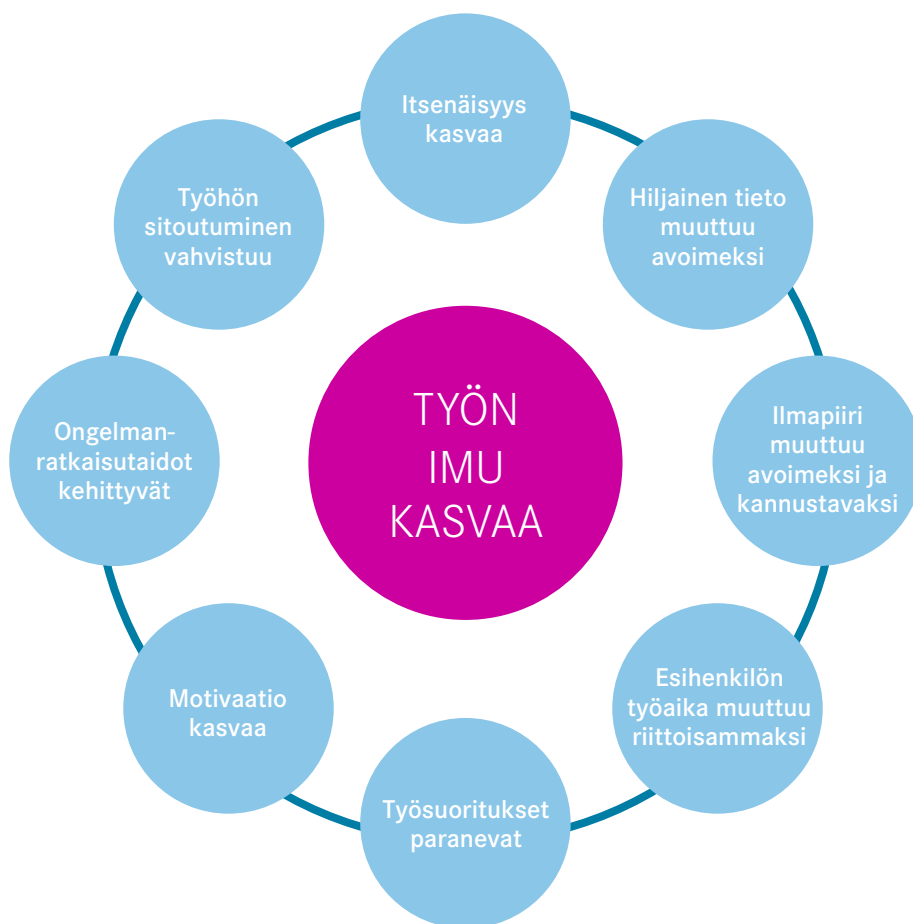 Itsenäisyys
kasvaa
Hiljainen tieto
muuttuu
avoimeksi
Ilmapiiri
muuttuu
avoimeksi ja
kannustavaksi
Esihenkilön
työaika muuttuu
riittoisammaksi
Työsuoritukset
paranevat
Motivaatio
kasvaa
Ongelman-
ratkaisutaidot
kehittyvät
Työhön
sitoutuminen
vahvistuu
TYÖN
IMU
KASVAA